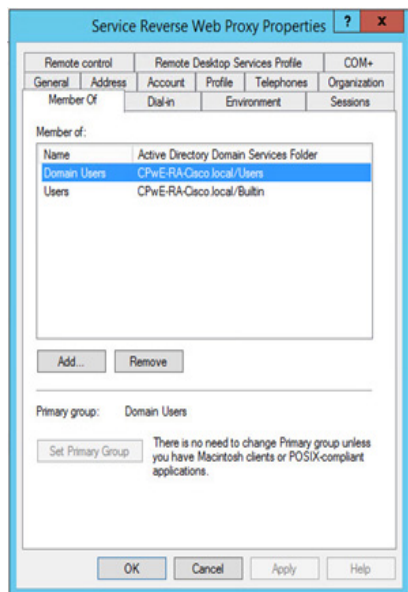 Service Reverse Web Proxy Properties ? x
Remote control Remote Desktop Services Profile COM+
General Address Account Profile Telephones Organization
Member Of Dial-in Environment Sessions
Member of:
Name Active Directory Domain Services Folder
Domain Users CPwE-RA-Cisco.local/Users
Users CPwE-RA-Cisco.local/Builtin
Add... Remove
Primary group: Domain Users
Set Primary Group
There is no need to change Primary group unless
you have Macintosh clients or POSIX-compliant
applications.
OK Cancel Apply Help